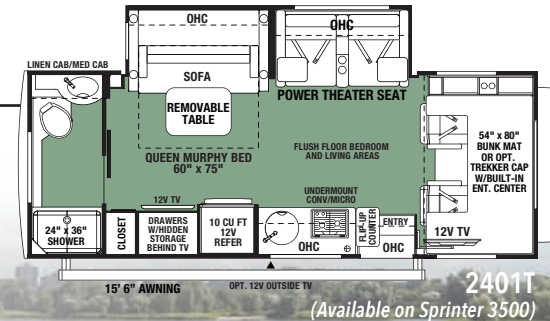 OHC
OHC
LINEN CAB/MED CAB
SOFA
POWER THEATER SEAT
REMOVABLE
TABLE
54" x 80"
BUNK MAT
OR OPT.
TREKKER CAP
W/BUILT-IN
ENT. CENTER
QUEEN MURPHY BED
60" x 75"
FLUSH FLOOR BEDROOM
AND LIVING AREAS
UNDERMOUNT
CONV/MICRO
12V TV
24" x 36"
SHOWER
CLOSET
DRAWERS
W/HIDDEN
STORAGE
BEHIND TV
10 CU FT
12V
REFER
OHC
FLIP-UP
COUNTER
ENTRY
OHC
12V TV
15' 6” AWNING
OPT. 12V OUTSIDE TV
2401T
(Available on Sprinter 3500)